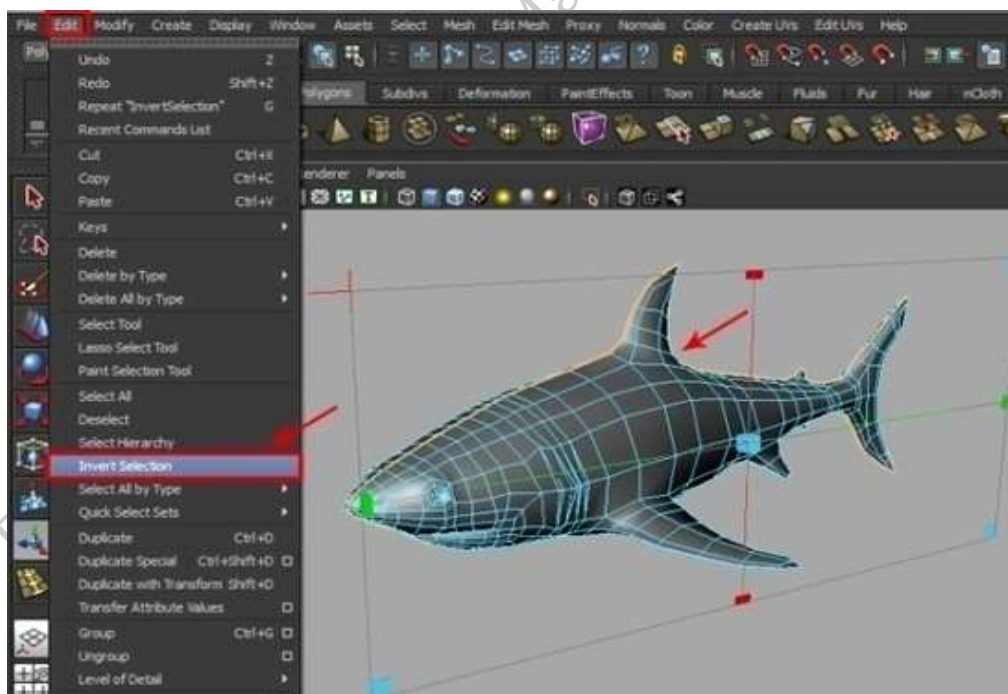 File Edit Modify Create Display Window Assets Select Mesh Edit Mesh Proxy Normals Color Create UVs Edit UVs Help
Undo Z
Redo Shift+Z
Repeat "InvertSelection" G
Recent Commands List
Cut Ctrl+X
Copy Ctrl+C
Paste Ctrl+V
Keys
Delete
Delete by Type
Delete All by Type
Select Tool
Lasso Select Tool
Paint Selection Tool
Select All
Deselect
Select Hierarchy
Invert Selection
Select All by Type
Quick Select Sets
Duplicate Ctrl+D
Duplicate Special Ctrl+Shift+D
Duplicate with Transform Shift+D
Transfer Attribute Values
Group Ctrl+G
Ungroup
Level of Detail
Subdivs Deformation PaintEffects Toon Muscle Fluids Fur Hair nCloth
Panels